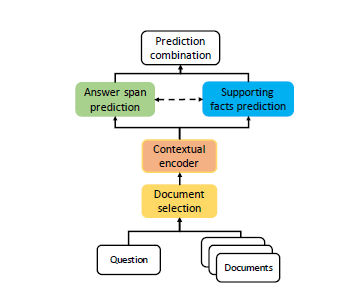 Prediction
combination
Answer span
prediction
Supporting
facts prediction
Contextual
encoder
Document
selection
Question
Documents